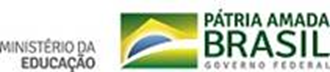 MINISTÉRIO DA
EDUCAÇÃO
PÁTRIA AMADA
BRASIL
GOVERNO FEDERAL